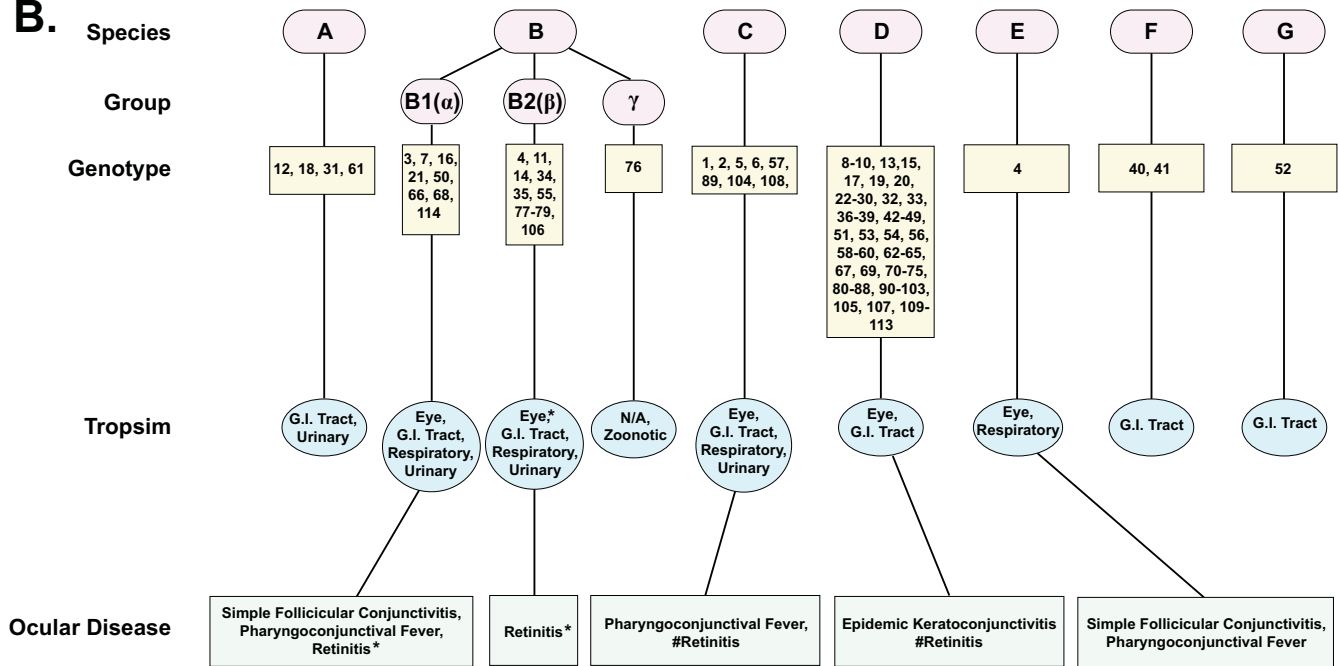 B.
Species
A
B
C
D
E
F
G
Group
B1(α)
B2(β)
γ
Genotype
12, 18, 31, 61
3, 7, 16,
21, 50,
66, 68,
114
4, 11,
14, 34,
35, 55,
77-79,
106
76
1, 2, 5, 6, 57,
89, 104, 108,
8-10, 13,15,
17, 19, 20,
22-30, 32, 33,
36-39, 42-49,
51, 53, 54, 56,
58-60, 62-65,
67, 69, 70-75,
80-88, 90-103,
105, 107, 109-
113
4
40, 41
52
Tropsim
G.I. Tract,
Urinary
Eye,
G.I. Tract,
Respiratory,
Urinary
Eye,*
G.I. Tract,
Respiratory,
Urinary
N/A,
Zoonotic
Eye,
G.I. Tract,
Respiratory,
Urinary
Eye,
G.I. Tract
Eye,
Respiratory
G.I. Tract
G.I. Tract
Ocular Disease
Simple Follicicular Conjunctivitis,
Pharyngoconjunctival Fever,
Retinitis*
Retinitis*
Pharyngoconjunctival Fever,
#Retinitis
Epidemic Keratoconjunctivitis
#Retinitis
Simple Follicicular Conjunctivitis,
Pharyngoconjunctival Fever